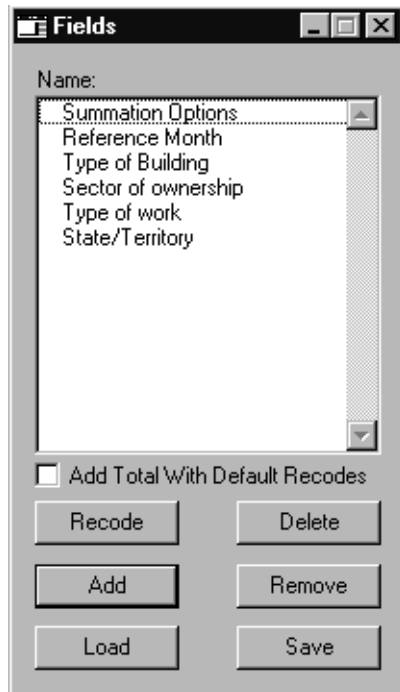 Fields
Name:
Summation Options
Reference Month
Type of Building
Sector of ownership
Type of work
State/Territory
Add Total With Default Recodes
Recode Delete
Add Remove
Load Save